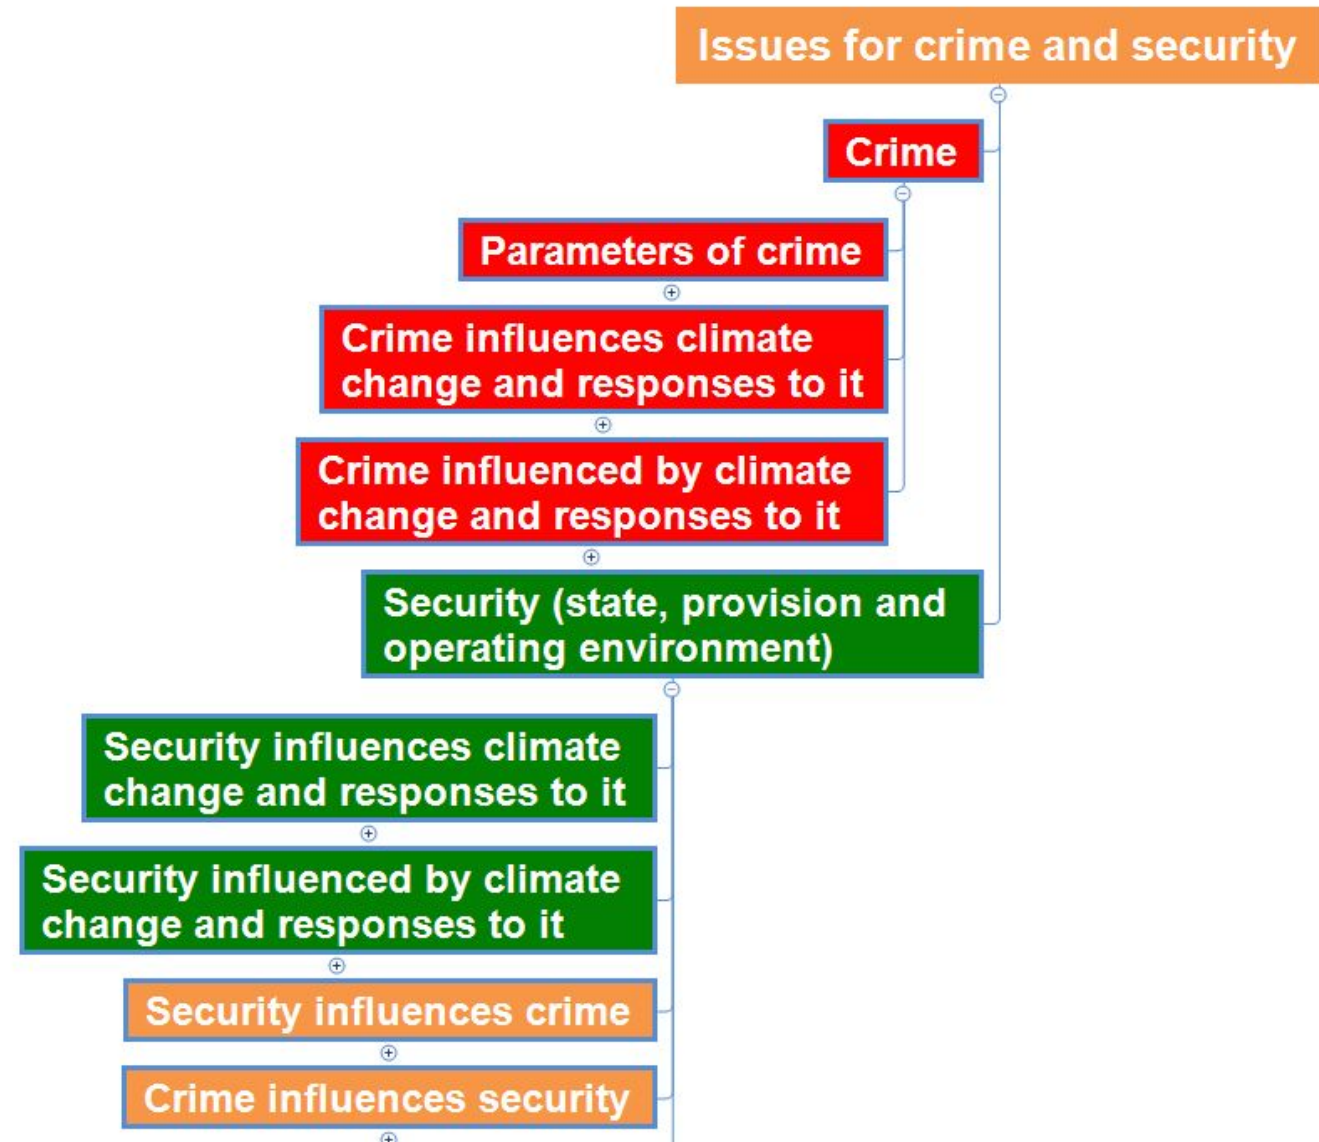 Issues for crime and security
Crime
Parameters of crime
Crime influences climate
change and responses to it
Crime influenced by climate
change and responses to it
Security (state, provision and
operating environment)
Security influences climate
change and responses to it
Security influenced by climate
change and responses to it
Security influences crime
Crime influences security